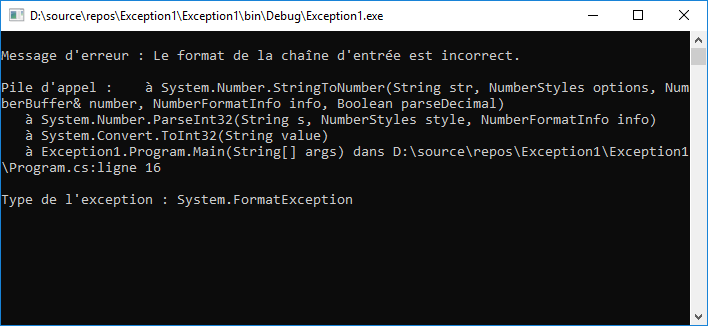 D:\source\repos\Exception1\Exception1\bin\Debug\Exception1.exe
Message d'erreur : Le format de la chaîne d'entrée est incorrect.
Pile d'appel :    à System.Number.StringToNumber(String str, NumberStyles options, Num
berBuffer& number, NumberFormatInfo info, Boolean parseDecimal)
   à System.Number.ParseInt32(String s, NumberStyles style, NumberFormatInfo info)
   à System.Convert.ToInt32(String value)
   à Exception1.Program.Main(String[] args) dans D:\source\repos\Exception1\Exception1
\Program.cs:ligne 16
Type de l'exception : System.FormatException